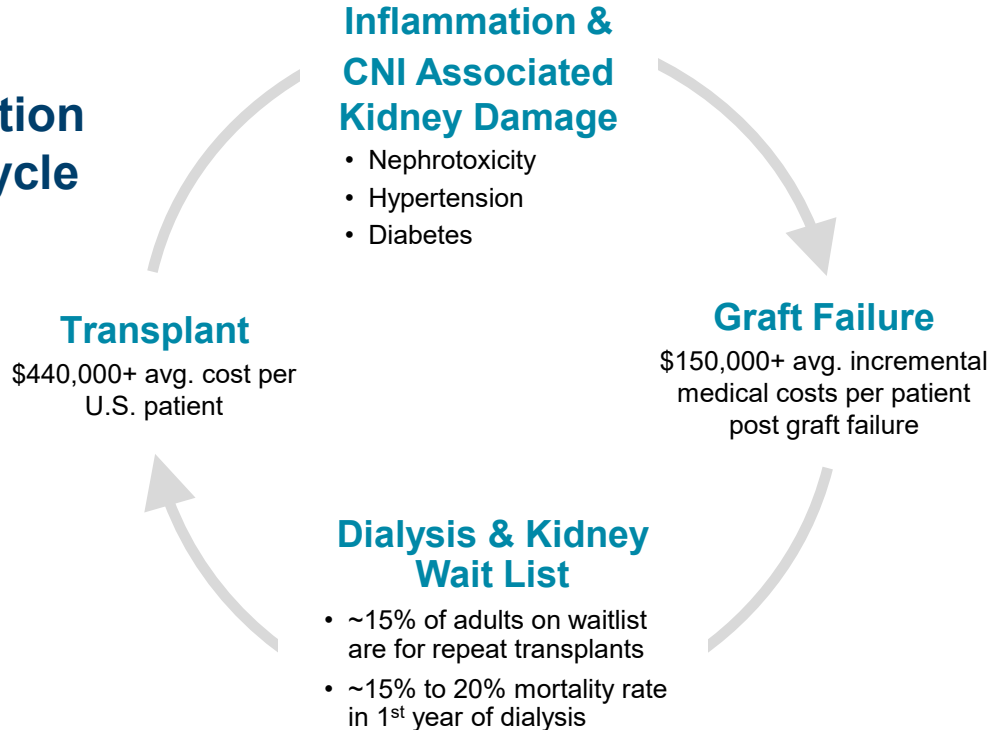 Inflammation &
CNI Associated
Kidney Damage
• Nephrotoxicity
• Hypertension
• Diabetes
Graft Failure
$150,000+ avg. incremental
medical costs per patient
post graft failure
Dialysis & Kidney
Wait List
• ~15% of adults on waitlist
are for repeat transplants
• ~15% to 20% mortality rate
in 1st year of dialysis
Transplant
$440,000+ avg. cost per
U.S. patient